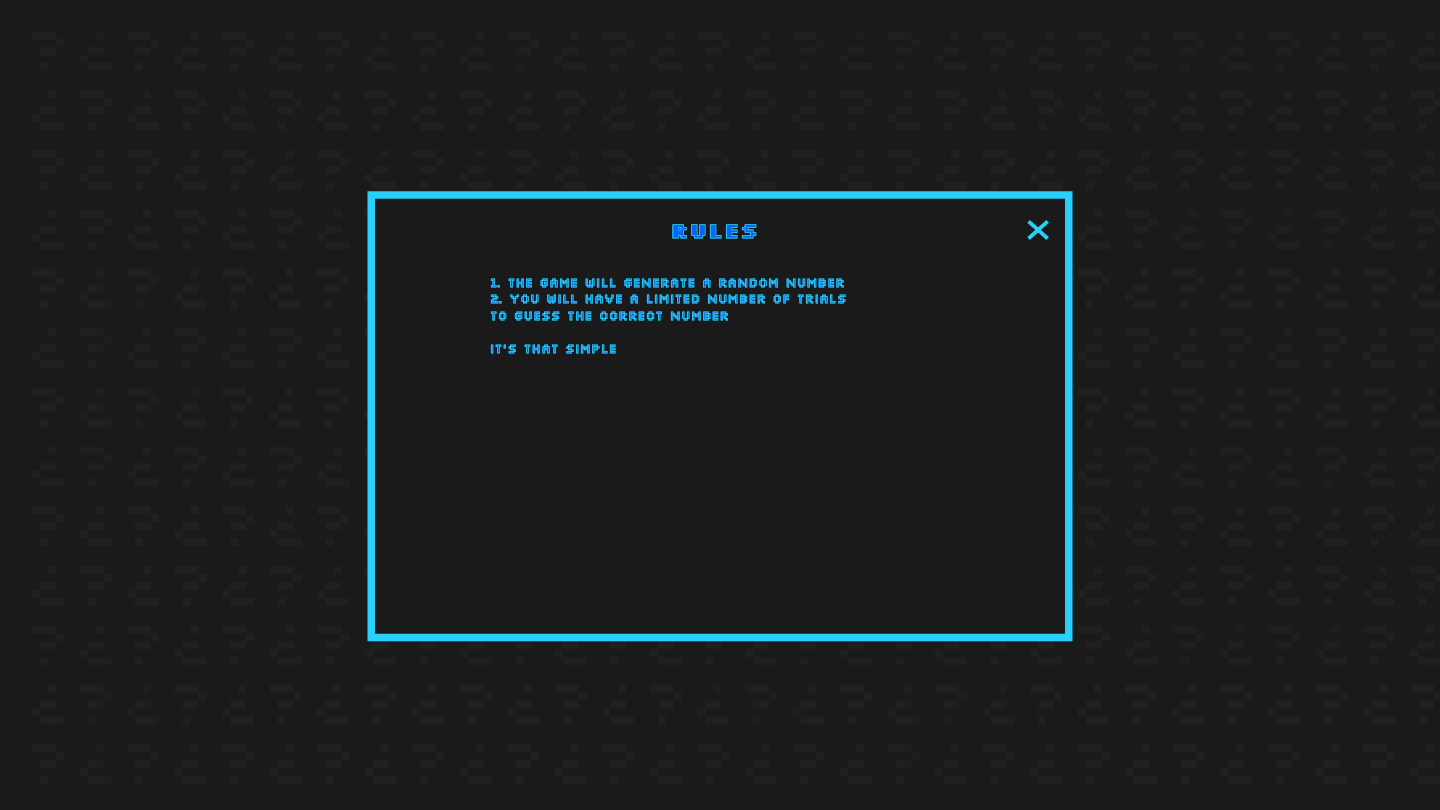 RULES
1. THE GAME WILL GENERATE A RANDOM NUMBER
2. YOU WILL HAVE A LIMITED NUMBER OF TRIALS
TO GUESS THE CORRECT NUMBER
IT'S THAT SIMPLE